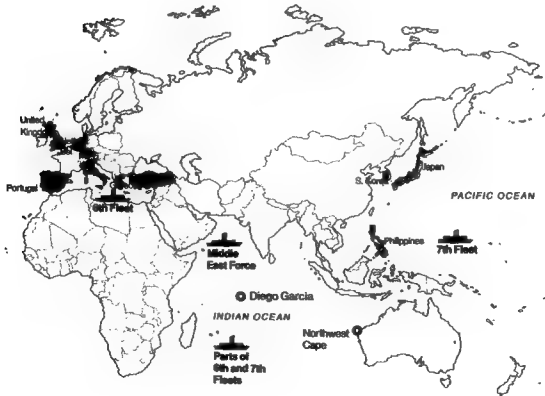 United
Kingdom
Portugal
6th Fleet
Middle
East Force
Diego Garcia
INDIAN OCEAN
Parts of
6th and 7th
Fleets
Northwest
Cape
S. Korea
Japan
Philippines
7th Fleet
PACIFIC OCEAN